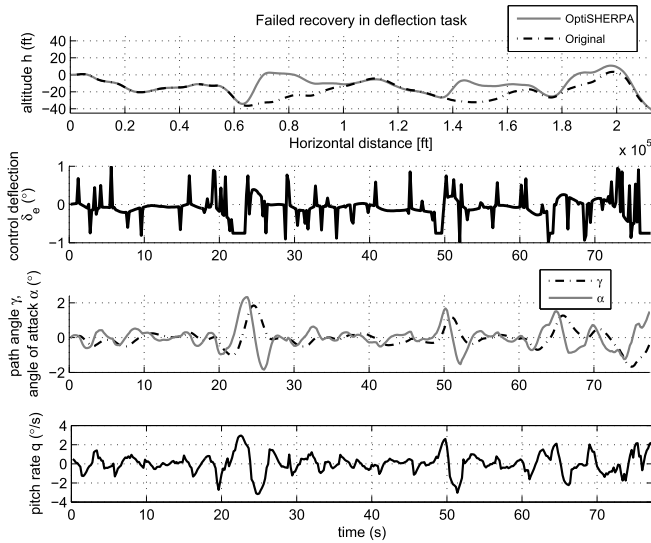 Failed recovery in deflection task
OptiSHERPA
Original
altitude h (ft)
40
20
0
−20
−40
0 0.2 0.4 0.6 0.8 1 1.2 1.4 1.6 1.8 2
Horizontal distance [ft]
x 10⁵
control deflection
δe (°)
1
0
−1
0 10 20 30 40 50 60 70
path angle γ,
angle of attack α (°)
γ
α
2
0
−2
0 10 20 30 40 50 60 70
pitch rate q (°/s)
4
2
0
−2
−4
0 10 20 30 40 50 60 70
time (s)